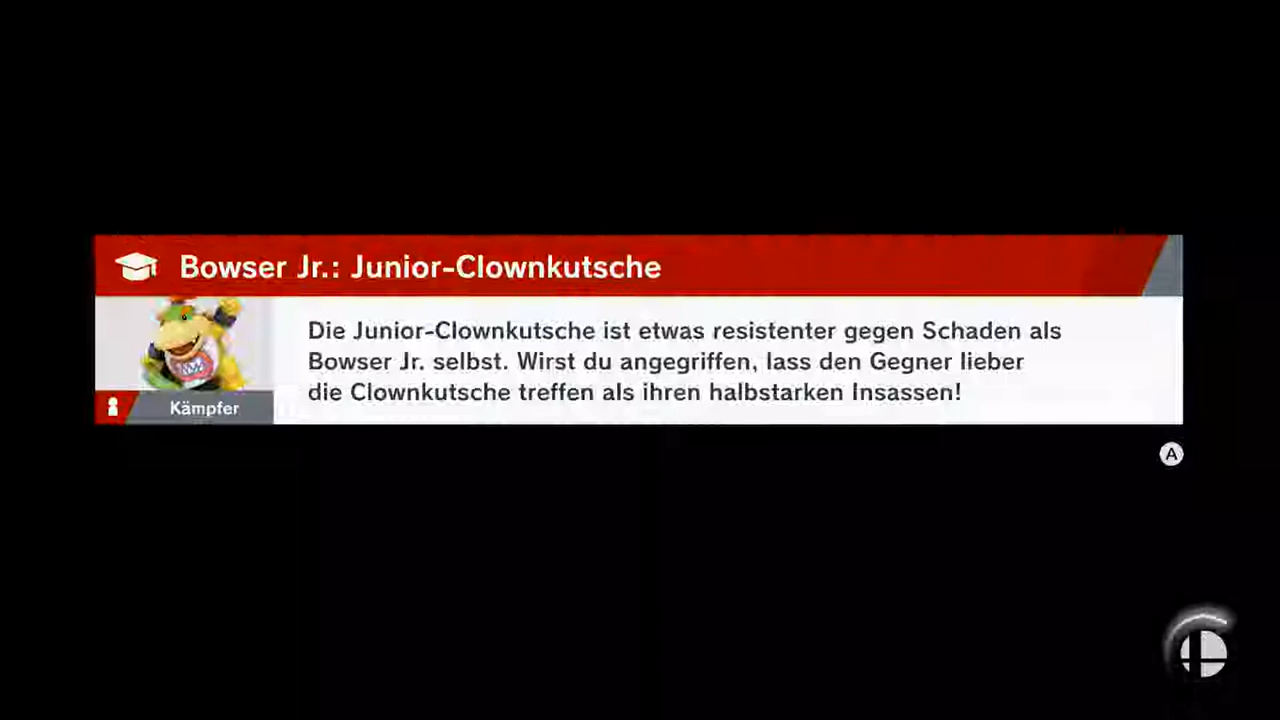 Bowser Jr.: Junior-Clownkutsche
Die Junior-Clownkutsche ist etwas resistenter gegen Schaden als
Bowser Jr. selbst. Wirst du angegriffen, lass den Gegner lieber
die Clownkutsche treffen als ihren halbstarken Insassen!
Kämpfer
A